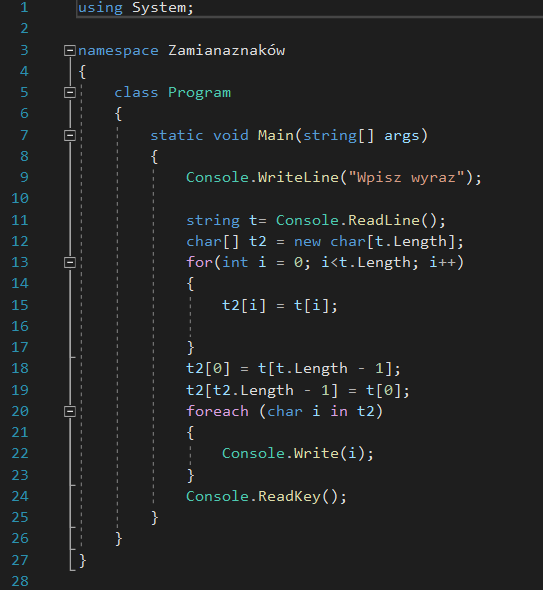 1 using System;
2
3 namespace Zamianaznaków
4 {
5 class Program
6 {
7 static void Main(string[] args)
8 {
9 Console.WriteLine("Wpisz wyraz");
10
11 string t= Console.ReadLine();
12 char[] t2 = new char[t.Length];
13 for(int i = 0; i<t.Length; i++)
14 {
15 t2[i] = t[i];
16
17 }
18 t2[0] = t[t.Length - 1];
19 t2[t2.Length - 1] = t[0];
20 foreach (char i in t2)
21 {
22 Console.Write(i);
23 }
24 Console.ReadKey();
25 }
26 }
27 }
28